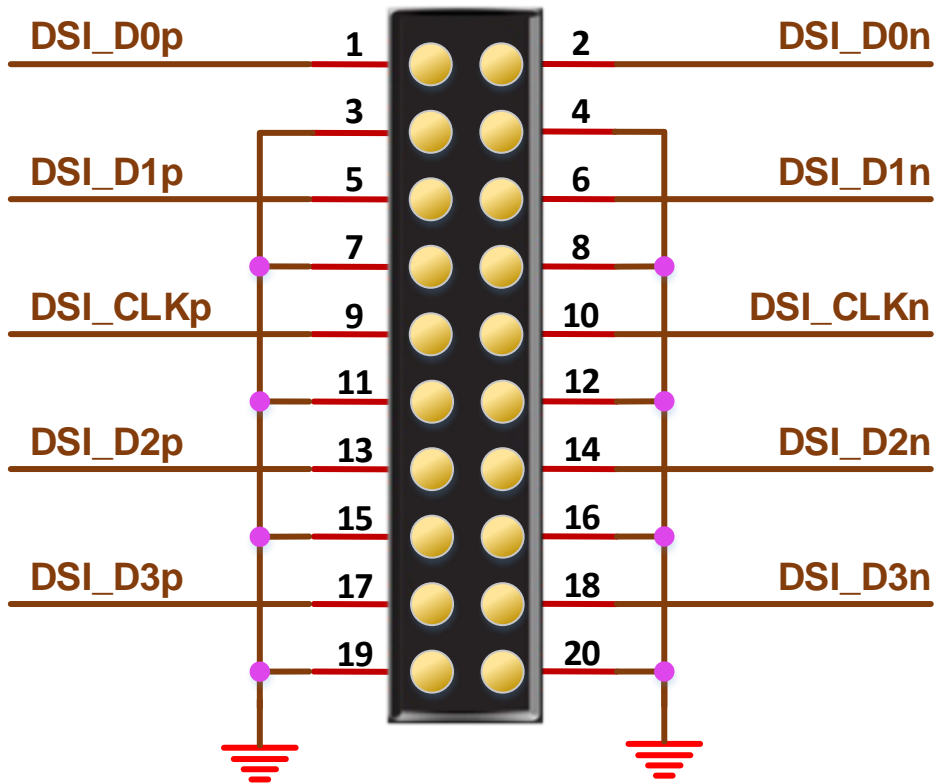 DSI_D0p 1 2 DSI_D0n
3 4
DSI_D1p 5 6 DSI_D1n
7 8
DSI_CLKp 9 10 DSI_CLKn
11 12
DSI_D2p 13 14 DSI_D2n
15 16
DSI_D3p 17 18 DSI_D3n
19 20